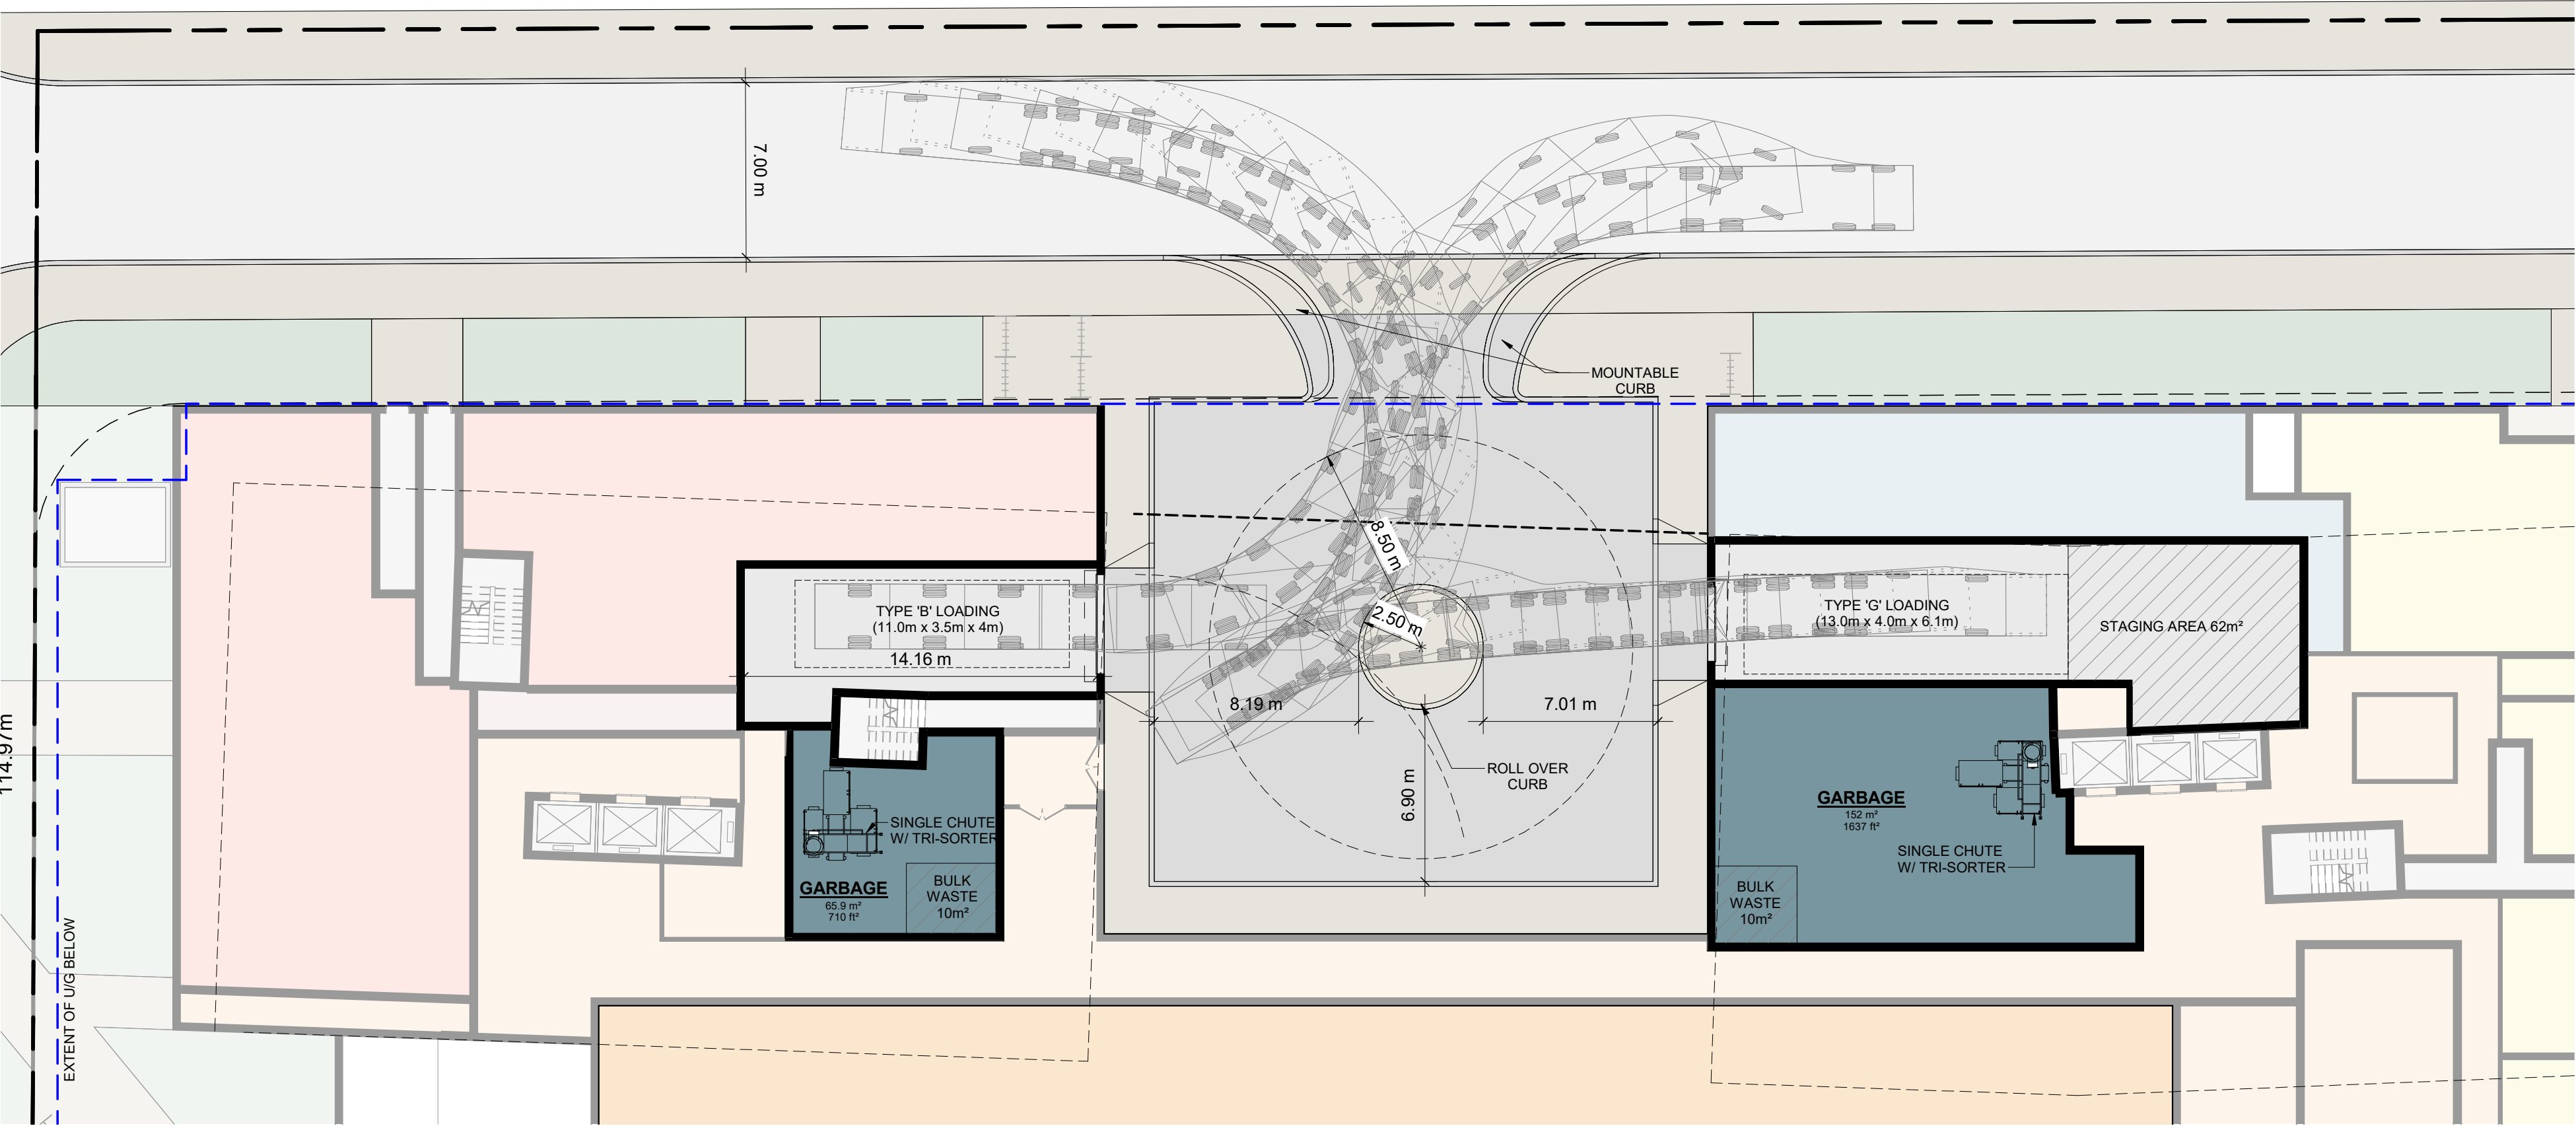 7.00 m
MOUNTABLE
CURB
8.50 m
2.50 m
TYPE 'B' LOADING
(11.0m x 3.5m x 4m)
14.16 m
TYPE 'G' LOADING
(13.0m x 4.0m x 6.1m)
STAGING AREA 62m²
8.19 m
7.01 m
6.90 m
ROLL OVER
CURB
114.97m
EXTENT OF U/G BELOW
SINGLE CHUTE
W/ TRI-SORTER
GARBAGE
65.9 m²
710 ft²
BULK
WASTE
10m²
GARBAGE
152 m²
1637 ft²
SINGLE CHUTE
W/ TRI-SORTER
BULK
WASTE
10m²